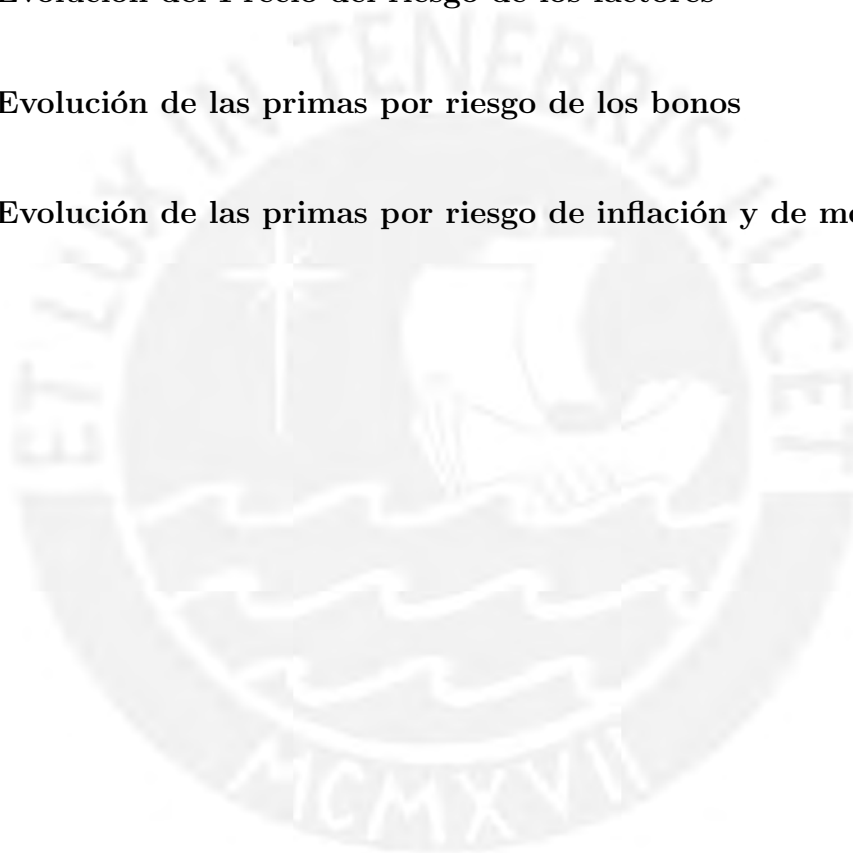 Evolución del Precio del riesgo de los factores
Evolución de las primas por riesgo de los bonos
Evolución de las primas por riesgo de inflación y de
ET LUX IN TENEBRIS LUCET
MCMXVII